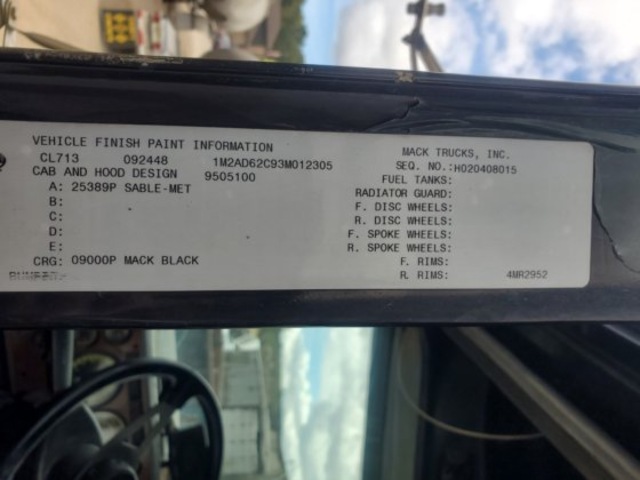 VEHICLE FINISH PAINT INFORMATION
CL713 092448 1M2AD62C93M012305
CAB AND HOOD DESIGN 9505100
A: 25389P SABLE-MET
B:
C:
D:
E:
CRG: 09000P MACK BLACK
MACK TRUCKS, INC.
SEQ. NO.:H020408015
FUEL TANKS:
RADIATOR GUARD:
F. DISC WHEELS:
R. DISC WHEELS:
F. SPOKE WHEELS:
R. SPOKE WHEELS:
F. RIMS:
R. RIMS: 4MR2952